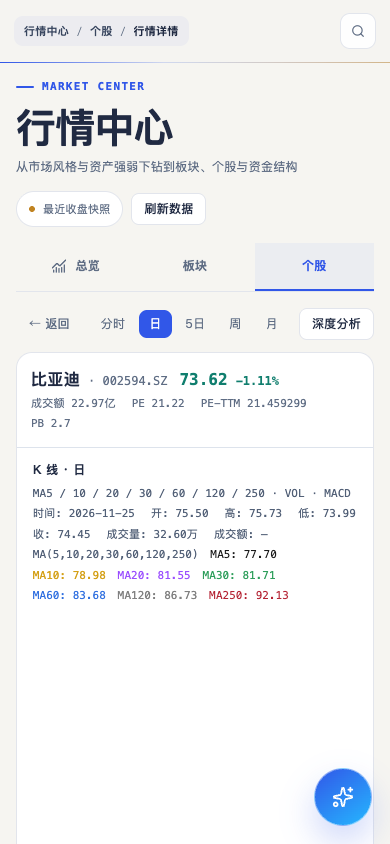 行情中心 / 个股 / 行情详情
MARKET CENTER
行情中心
从市场风格与资产强弱下钻到板块、个股与资金结构
最近收盘快照 刷新数据
总览 板块 个股
← 返回 分时 日 5日 周 月 深度分析
比亚迪 · 002594.SZ 73.62 -1.11%
成交额 22.97亿 PE 21.22 PE-TTM 21.459299
PB 2.7
K 线 · 日
MA5 / 10 / 20 / 30 / 60 / 120 / 250 · VOL · MACD
时间: 2026-11-25 开: 75.50 高: 75.73 低: 73.99
收: 74.45 成交量: 32.60万 成交额: —
MA(5,10,20,30,60,120,250) MA5: 77.70
MA10: 78.98 MA20: 81.55 MA30: 81.71
MA60: 83.68 MA120: 86.73 MA250: 92.13